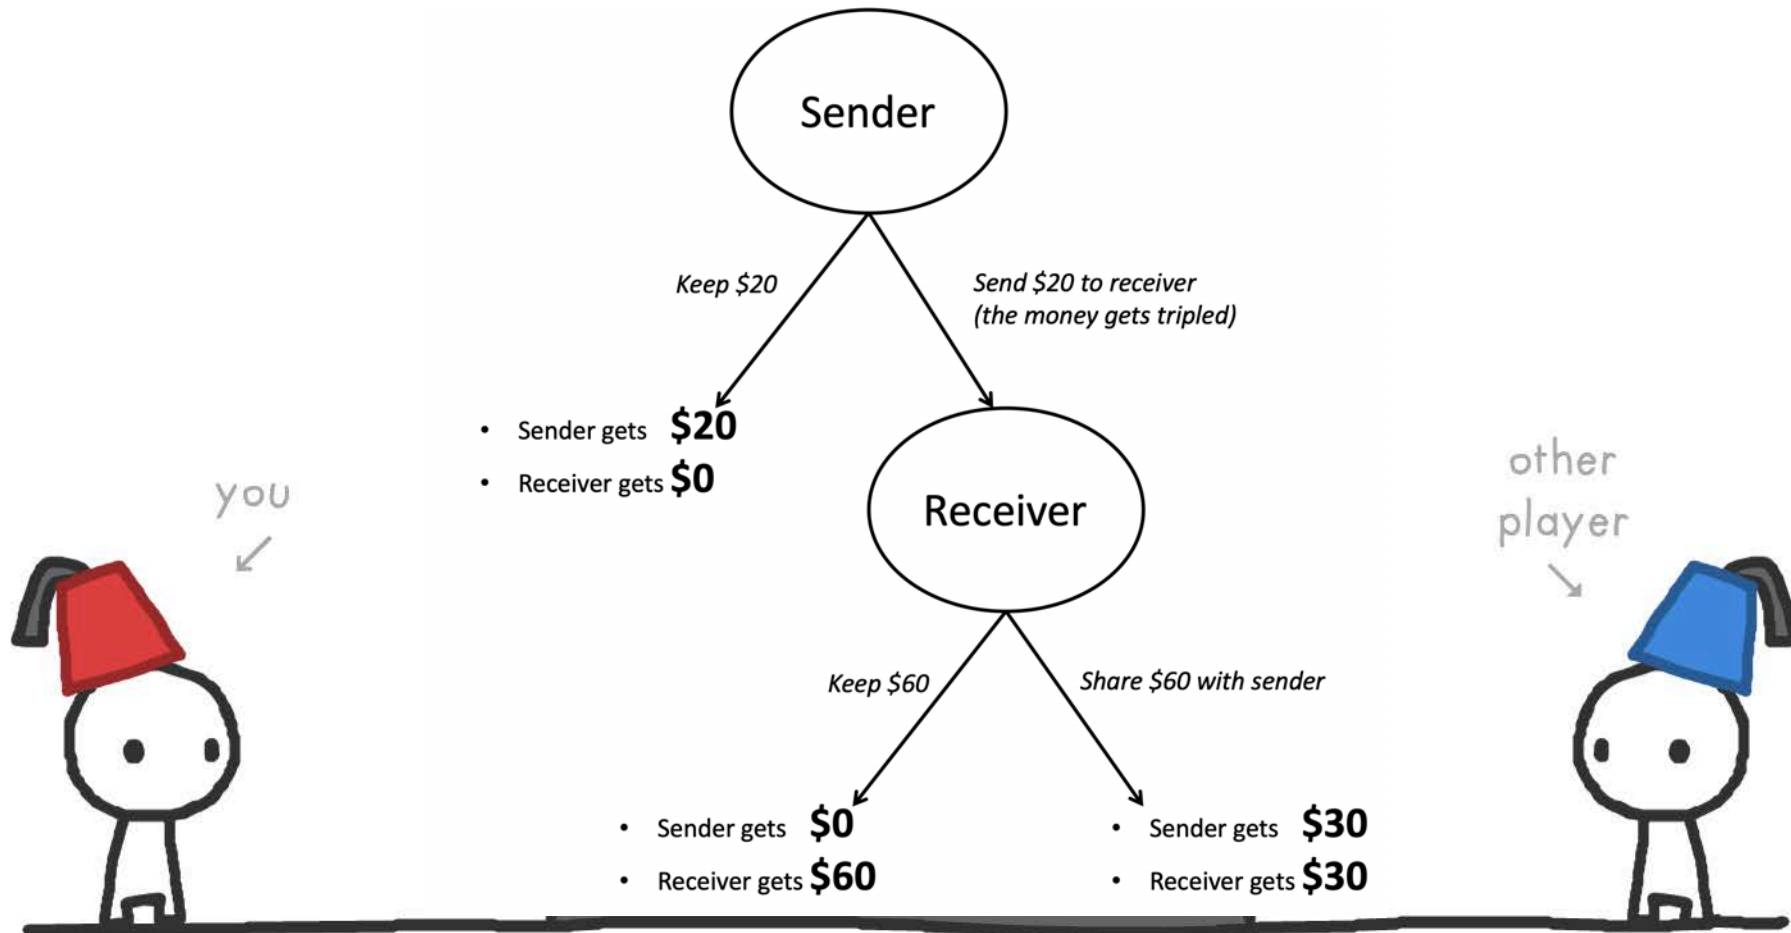 Sender
Keep $20
Send $20 to receiver
(the money gets tripled)
• Sender gets $20
• Receiver gets $0
you
other
player
Receiver
Keep $60
Share $60 with sender
• Sender gets $0
• Receiver gets $60
• Sender gets $30
• Receiver gets $30